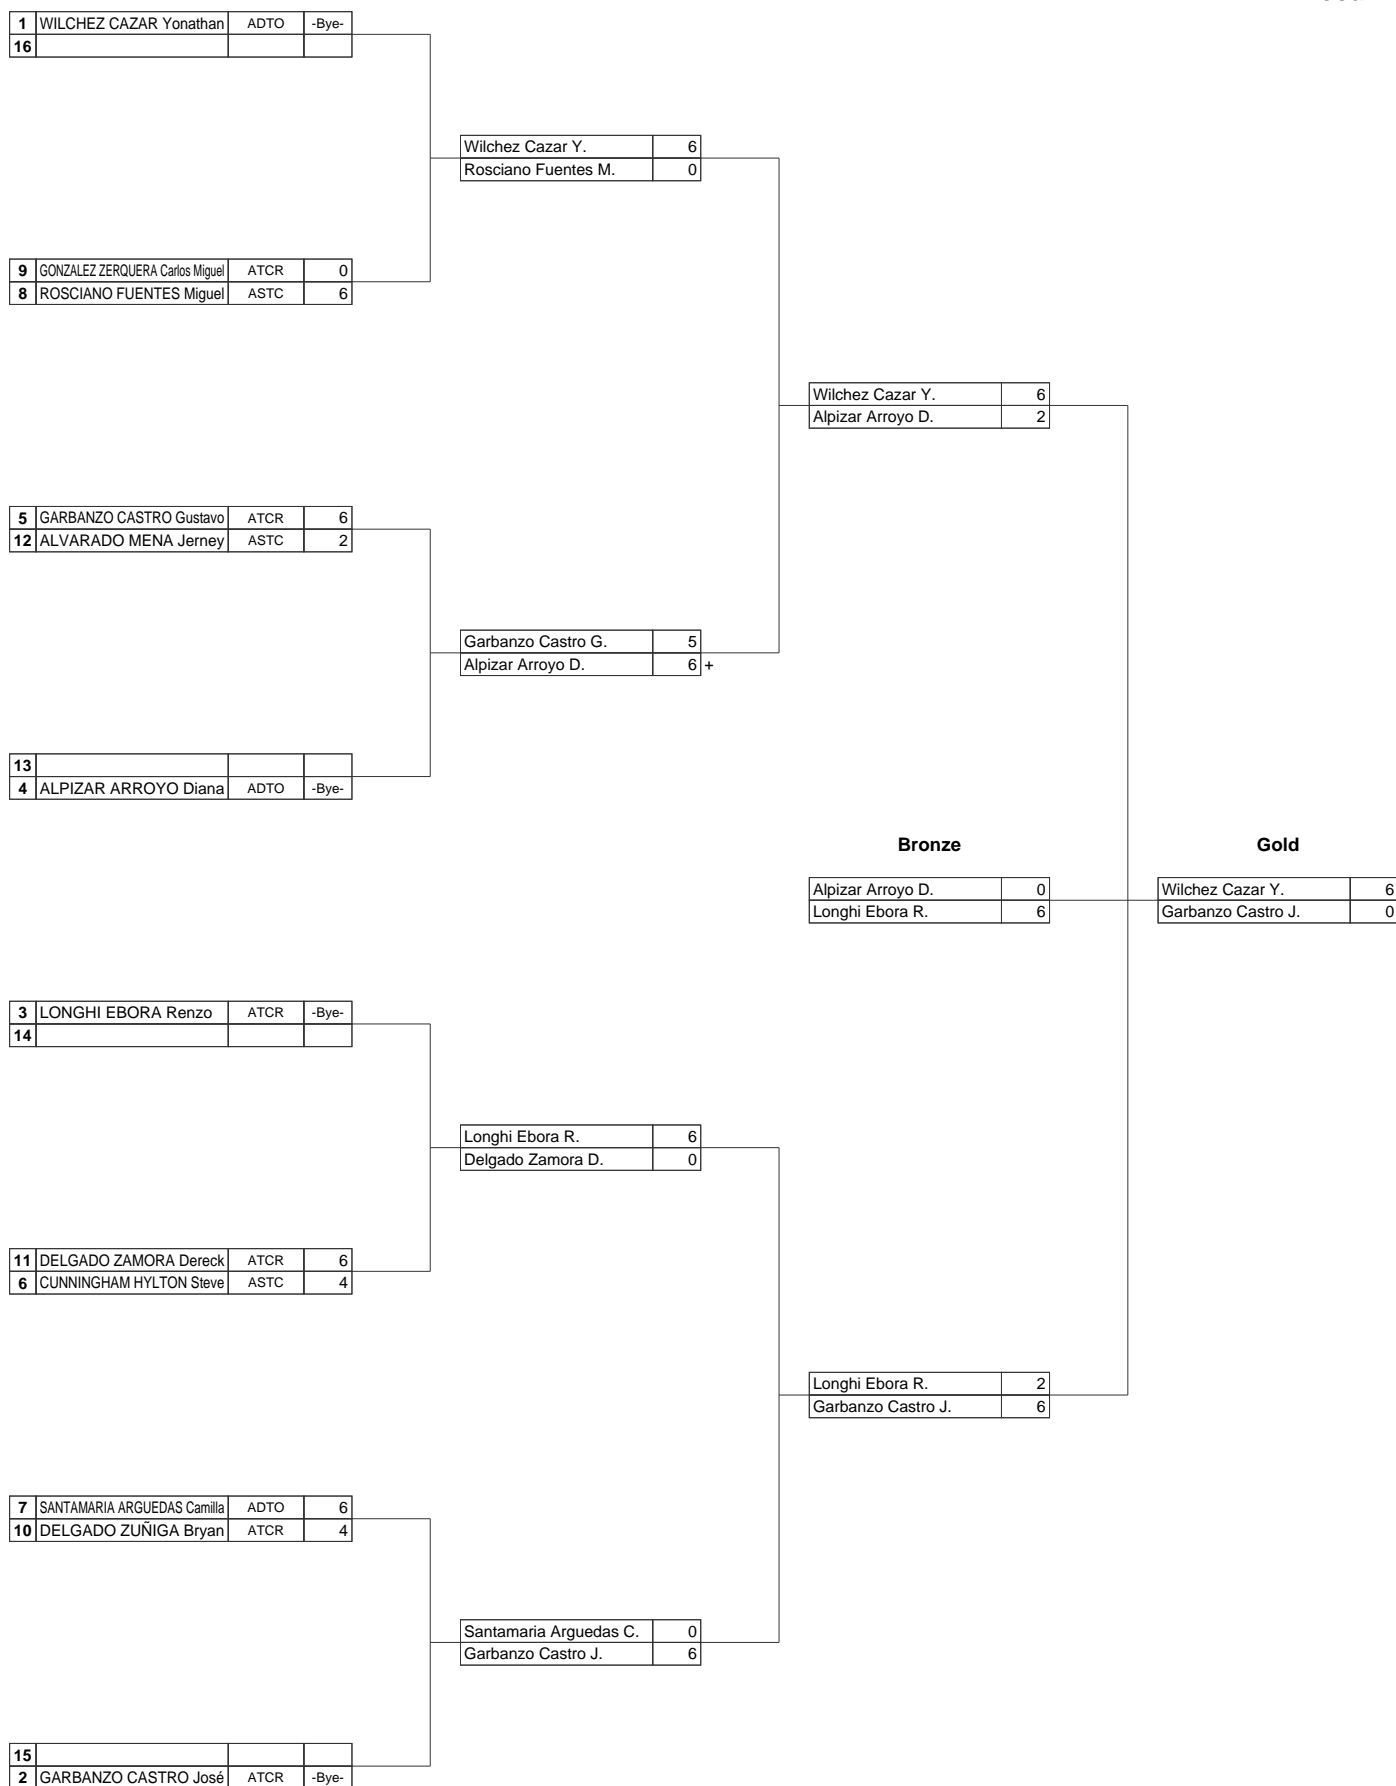 1 WILCHEZ CAZAR Yonathan ADTO -Bye-
16
Wilchez Cazar Y. 6
Rosciano Fuentes M. 0
9 GONZALEZ ZERQUERA Carlos Miguel ATCR 0
8 ROSCIANO FUENTES Miguel ASTC 6
Wilchez Cazar Y. 6
Alpizar Arroyo D. 2
5 GARBANZO CASTRO Gustavo ATCR 6
12 ALVARADO MENA Jerney ASTC 2
Garbanzo Castro G. 5
Alpizar Arroyo D. 6 +
13
4 ALPIZAR ARROYO Diana ADTO -Bye-
Bronze Gold
Alpizar Arroyo D. 0 Wilchez Cazar Y. 6
Longhi Ebora R. 6 Garbanzo Castro J. 0
3 LONGHI EBORA Renzo ATCR -Bye-
14
Longhi Ebora R. 6
Delgado Zamora D. 0
11 DELGADO ZAMORA Dereck ATCR 6
6 CUNNINGHAM HYLTON Steve ASTC 4
Longhi Ebora R. 2
Garbanzo Castro J. 6
7 SANTAMARIA ARGUEDAS Camilla ADTO 6
10 DELGADO ZUÑIGA Bryan ATCR 4
Santamaria Arguedas C. 0
Garbanzo Castro J. 6
15
2 GARBANZO CASTRO José ATCR -Bye-